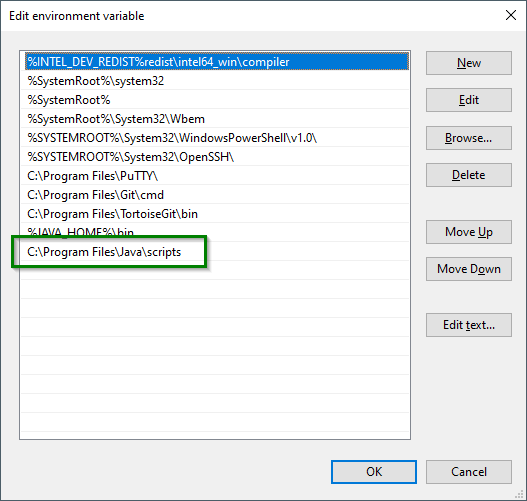 Edit environment variable
%INTEL_DEV_REDIST%redist\intel64_win\compiler
%SystemRoot%\system32
%SystemRoot%
%SystemRoot%\System32\Wbem
%SYSTEMROOT%\System32\WindowsPowerShell\v1.0\
%SYSTEMROOT%\System32\OpenSSH\
C:\Program Files\PuTTY\
C:\Program Files\Git\cmd
C:\Program Files\TortoiseGit\bin
%JAVA_HOME%\bin
C:\Program Files\Java\scripts
New
Edit
Browse...
Delete
Move Up
Move Down
Edit text...
OK
Cancel